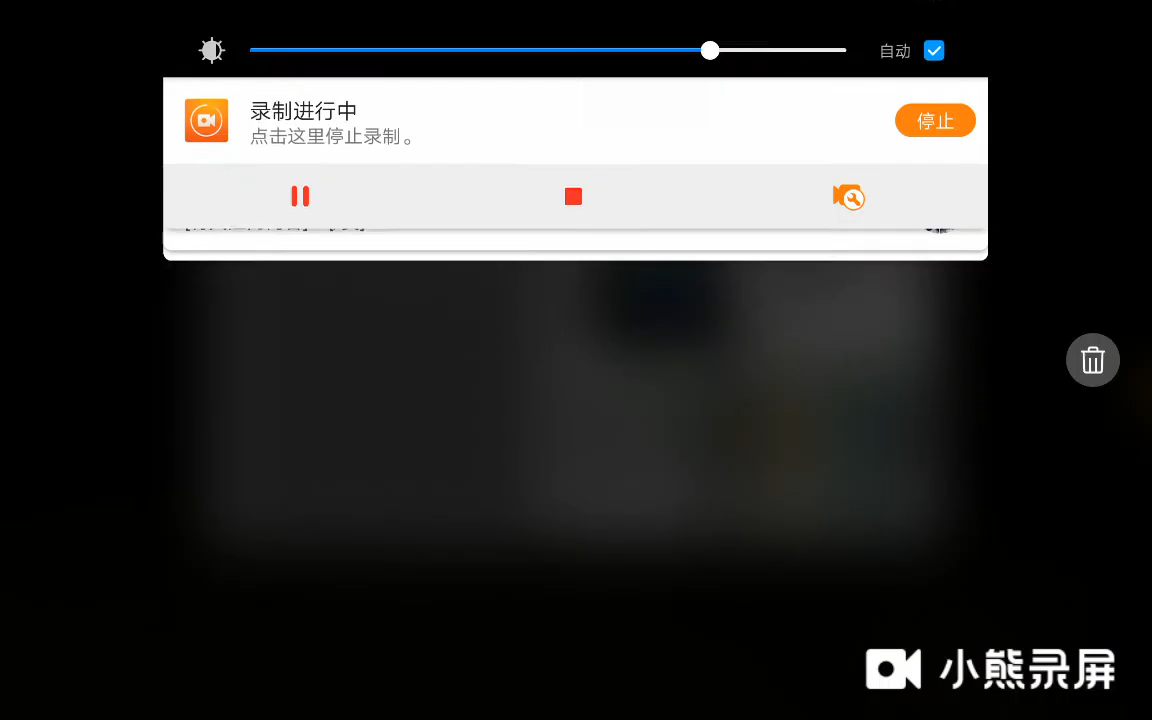 自动
录制进行中
点击这里停止录制。
停止
小熊录屏